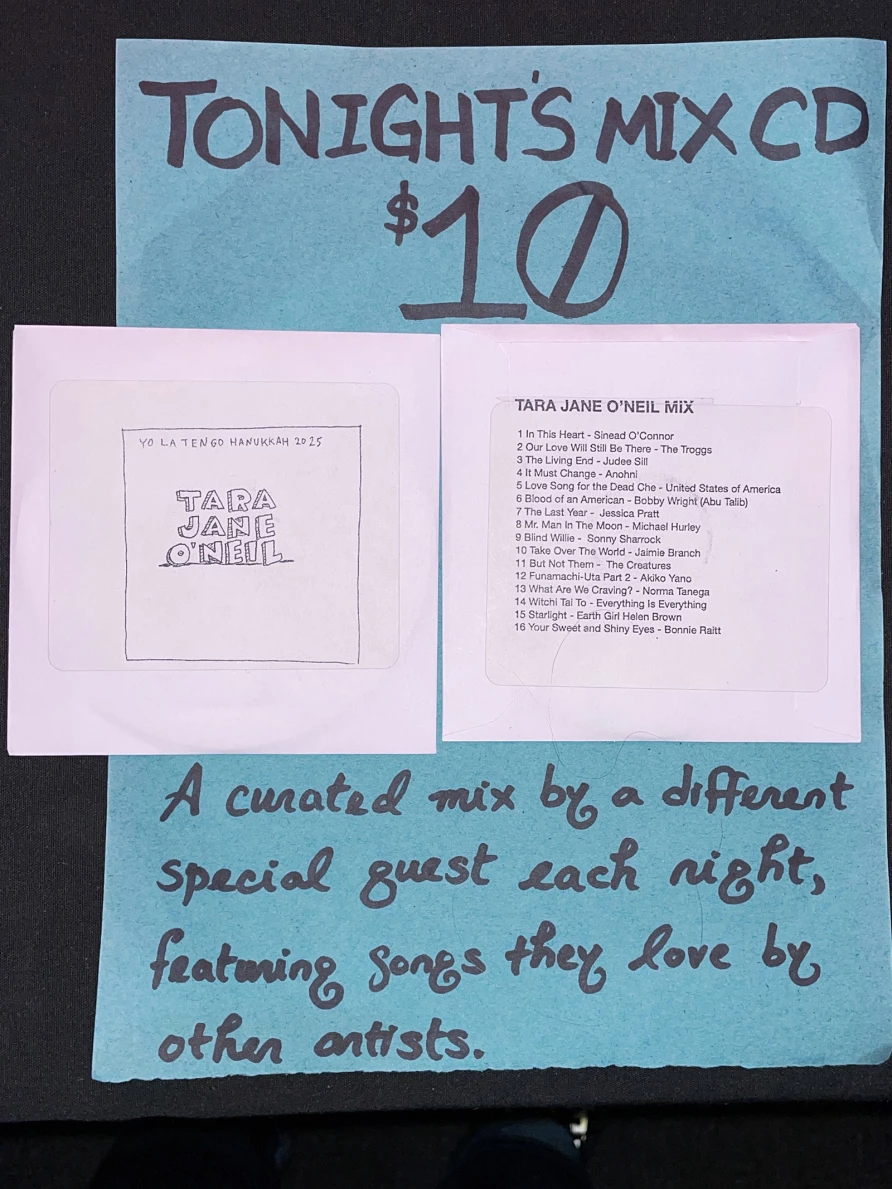 TONIGHT'S MIX CD
$10
YO LA TENGO HANUKKAH 2025
TARA
JANE
O'NEIL
TARA JANE O'NEIL MiX
1 In This Heart - Sinead O'Connor
2 Our Love Will Still Be There - The Troggs
3 The Living End - Judee Sill
4 It Must Change - Anohni
5 Love Song for the Dead Che - United States of America
6 Blood of an American - Bobby Wright (Abu Talib)
7 The Last Year - Jessica Pratt
8 Mr. Man In The Moon - Michael Hurley
9 Blind Willie - Sonny Sharrock
10 Take Over The World - Jaimie Branch
11 But Not Them - The Creatures
12 Funamachi-Uta Part 2 - Akiko Yano
13 What Are We Craving? - Norma Tanega
14 Witchi Tai To - Everything Is Everything
15 Starlight - Earth Girl Helen Brown
16 Your Sweet and Shiny Eyes - Bonnie Raitt
A curated mix by a different
special guest each night,
featuring songs they love by
other artists.